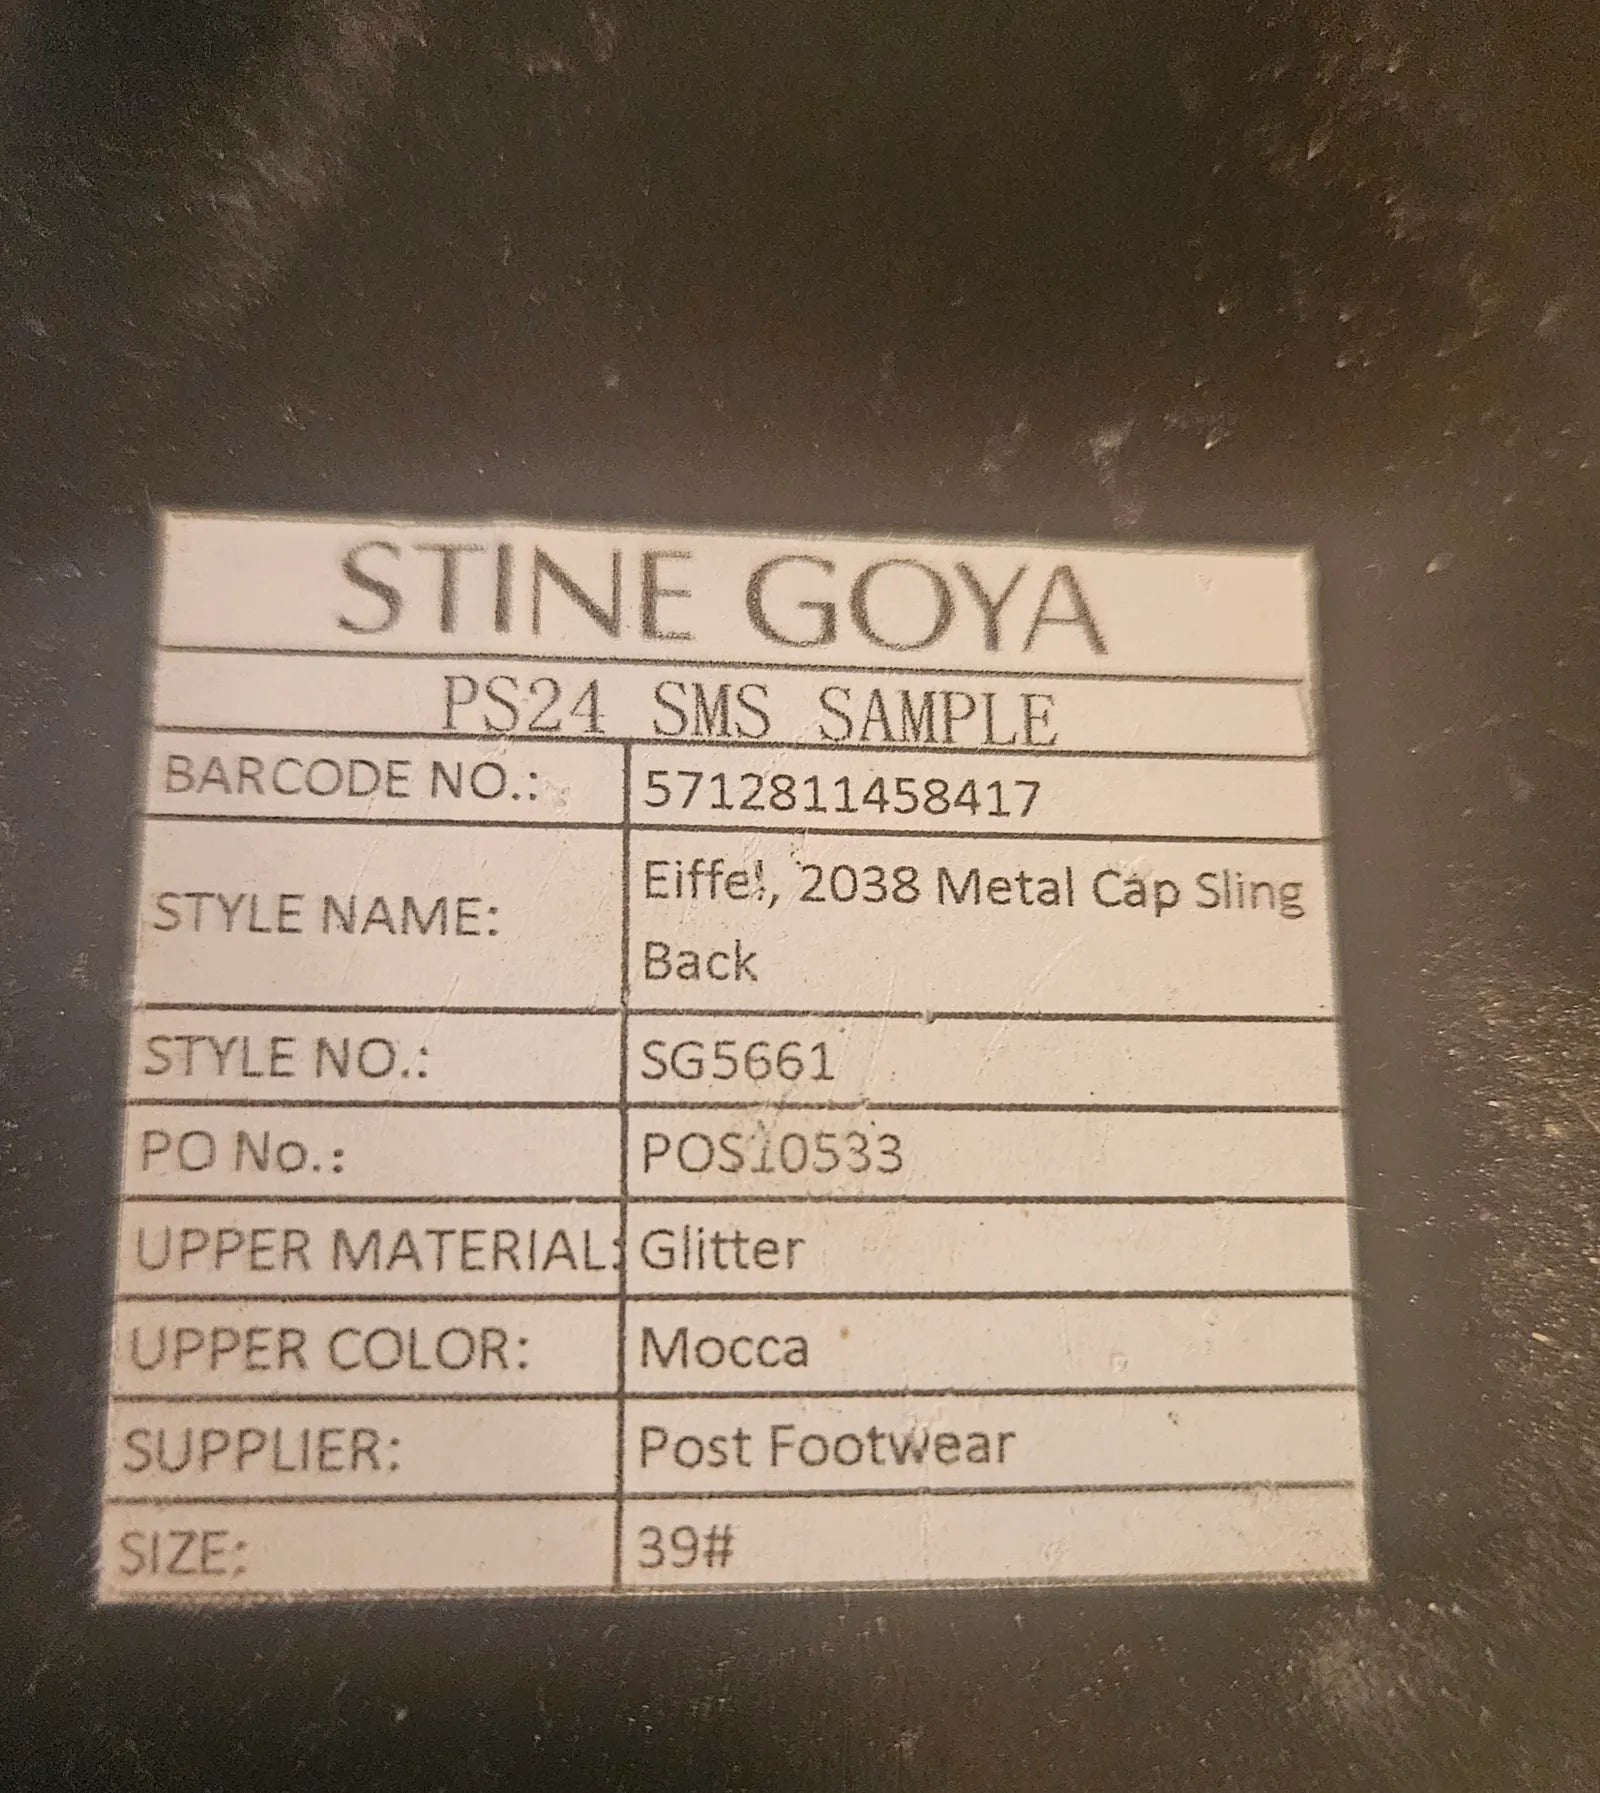 STINE GOYA
PS24 SMS SAMPLE
BARCODE NO.: 5712811458417
STYLE NAME: Eiffel, 2038 Metal Cap Sling
Back
STYLE NO.: SG5661
PO No.: POS10533
UPPER MATERIAL: Glitter
UPPER COLOR: Mocca
SUPPLIER: Post Footwear
SIZE: 39#